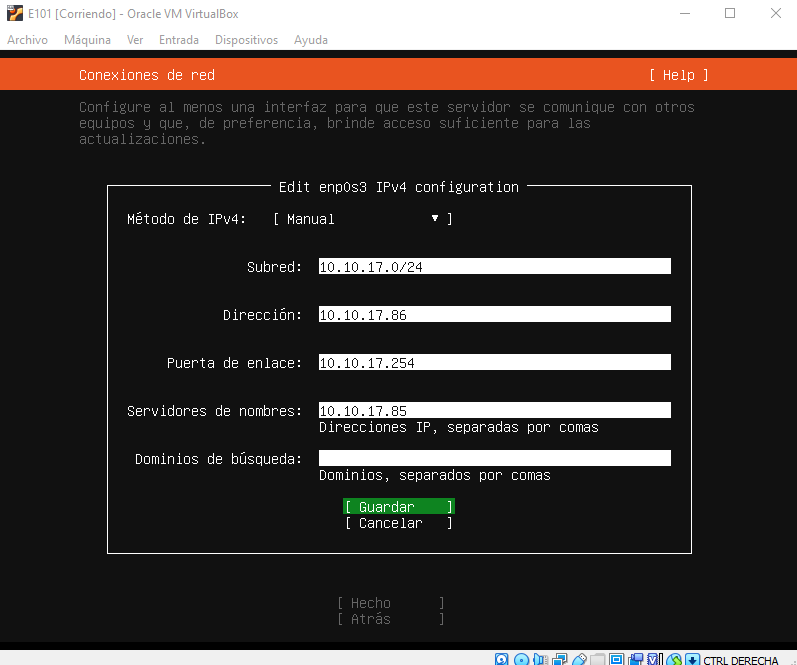 E101 [Corriendo] - Oracle VM VirtualBox
Archivo Máquina Ver Entrada Dispositivos Ayuda
Conexiones de red [ Help ]
Configure al menos una interfaz para que este servidor se comunique con otros
equipos y que, de preferencia, brinde acceso suficiente para las
actualizaciones.
Edit enp0s3 IPv4 configuration
Método de IPv4: [ Manual ▾ ]
Subred: 10.10.17.0/24
Dirección: 10.10.17.86
Puerta de enlace: 10.10.17.254
Servidores de nombres: 10.10.17.85
Direcciones IP, separadas por comas
Dominios de búsqueda:
Dominios, separados por comas
[ Guardar ]
[ Cancelar ]
[ Hecho ]
[ Atrás ]
CTRL DERECHA